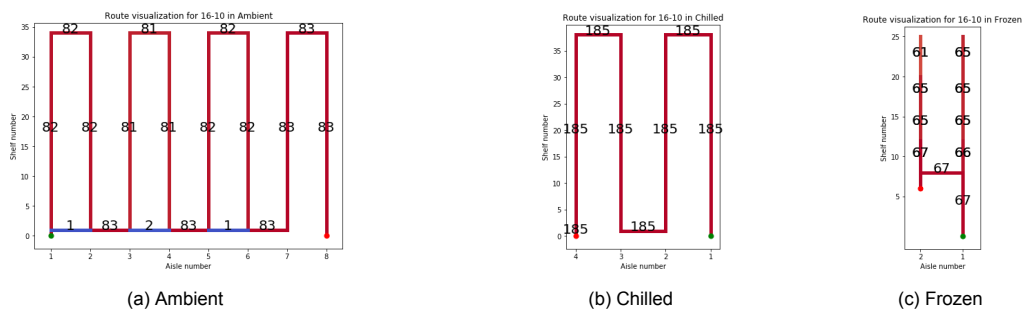 Route visualization for 16-10 in Ambient
35
30
25
20
15
10
5
0
Shelf number
82 81 82 83
82 82 81 81 82 82 83 83
1 83 2 83 1 83
1 2 3 4 5 6 7 8
Aisle number
(a) Ambient
Route visualization for 16-10 in Chilled
35
30
25
20
15
10
5
0
Shelf number
185 185
185 185 185 185
185 185
4 3 2 1
Aisle number
(b) Chilled
Route visualization for 16-10 in Frozen
25
20
15
10
5
Shelf number
61 65
65 65
65 65
67 66
67
67
2 1
Aisle number
(c) Frozen